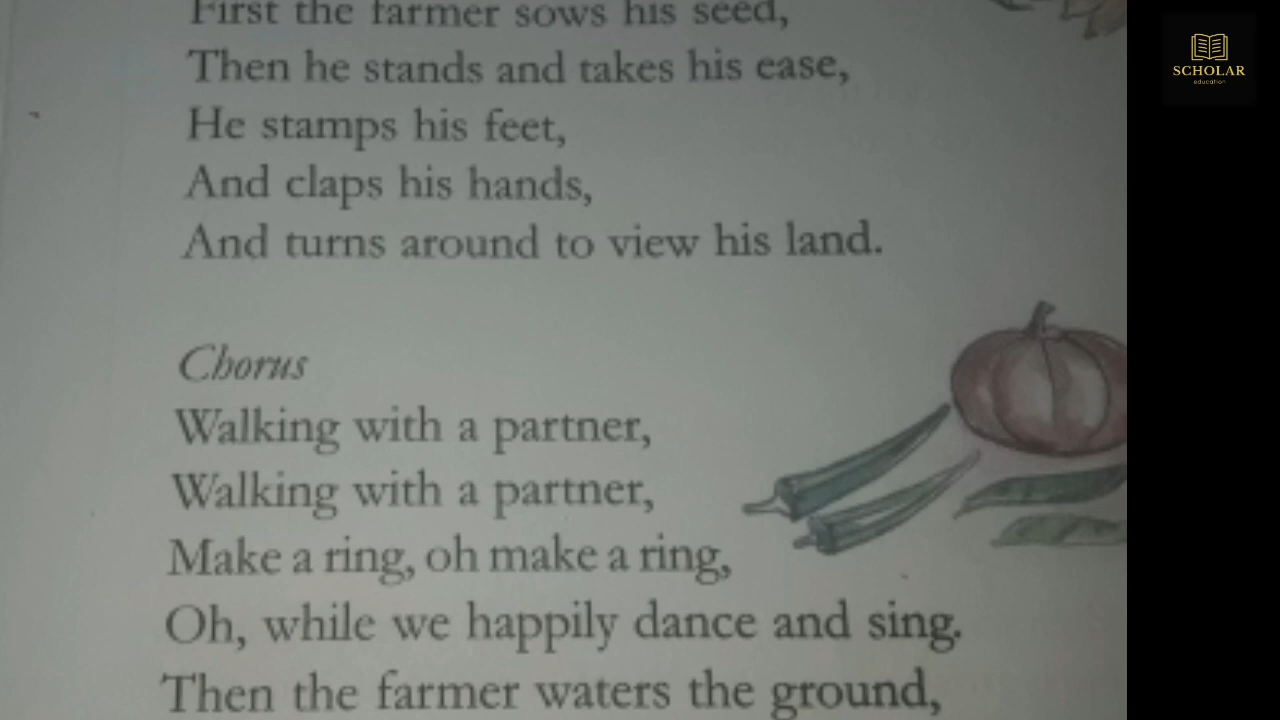 First the farmer sows his seed,
Then he stands and takes his ease,
He stamps his feet,
And claps his hands,
And turns around to view his land.
Chorus
Walking with a partner,
Walking with a partner,
Make a ring, oh make a ring,
Oh, while we happily dance and sing.
Then the farmer waters the ground,
SCHOLAR
education